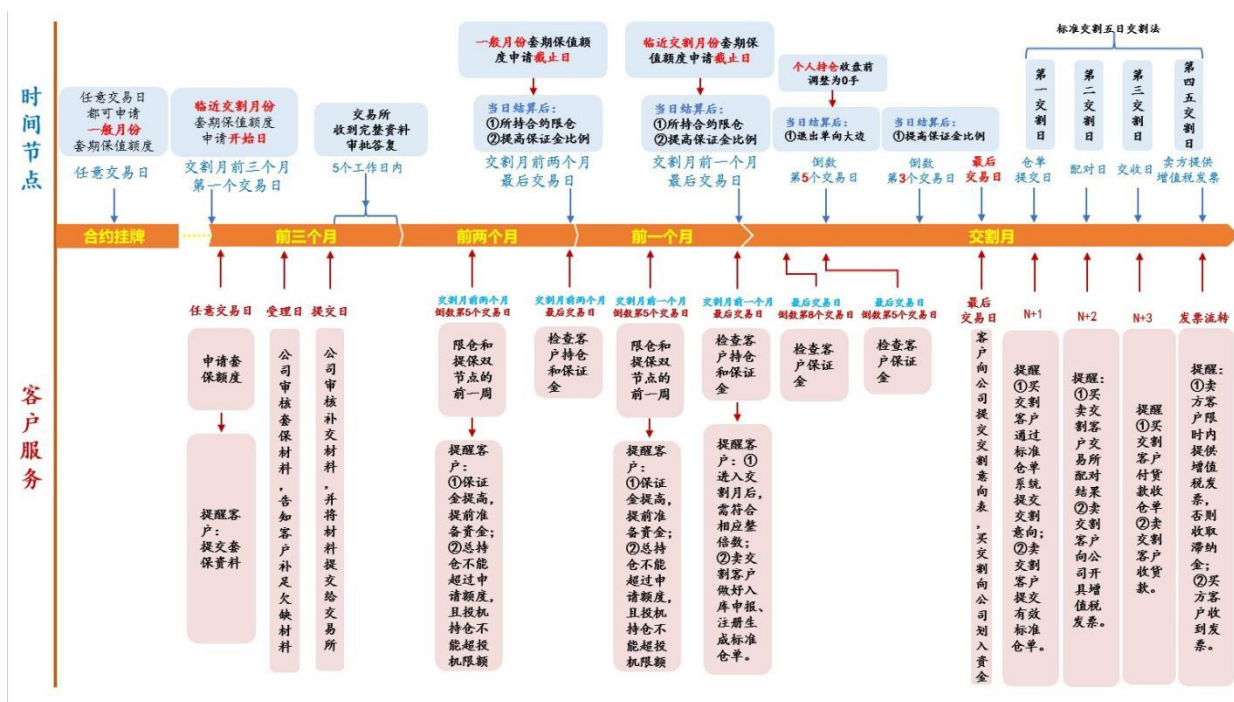 时间节点
任意交易日
都可申请
一般月份
套期保值额度
任意交易日
临近交割月份
套期保值额度
申请开始日
交割月前三个月
第一个交易日
交易所
收到完整资料
审批答复
5个工作日内
一般月份套期保值额
度申请截止日
当日结算后:
①所持合约限仓
②提高保证金比例
交割月前两个月
最后交易日
临近交割月份套期保
值额度申请截止日
当日结算后:
①所持合约限仓
②提高保证金比例
交割月前一个月
最后交易日
个人持仓收盘前
调整为0手
当日结算后:
①退出单向大边
倒数
第5个交易日
当日结算后:
①提高保证金比例
倒数
第3个交易日
最后
交易日
标准交割五日交割法
第一交割日
仓单
提交日
第二交割日
配对日
第三交割日
交收日
第四五交割日
卖方提供
增值税发票
合约挂牌
前三个月
前两个月
前一个月
交割月
客户服务
任意交易日
申请套
保额度
提醒客
户:
提交套
保资料
受理日
公司审核套保材料,告知客户补足欠缺材料
提交日
公司审核补交材料,并将材料提交给交易所
交割月前两个月
倒数第5个交易日
限仓和
提保双
节点的
前一周
提醒客
户:
①保证
金提高,
提前准
备资金;
②总持
仓不能
超过申
请额度,
且投机
持仓不
能超投
机限额
交割月前两个月
最后交易日
检查客
户持仓
和保证
金
交割月前一个月
倒数第5个交易日
限仓和
提保双
节点的
前一周
提醒客
户:
①保证
金提高,
提前准
备资金;
②总持
仓不能
超过申
请额度,
且投机
持仓不
能超投
机限额
交割月前一个月
最后交易日
检查客
户持仓
和保证
金
提醒客
户:①
进入交
割月后,
需符合
相应整
倍数;
②卖交
割客户
做好入
库申报、
注册生
成标准
仓单。
最后交易日
倒数第8个交易日
检查客
户保证
金
最后交易日
倒数第5个交易日
检查客
户保证
金
最后
交易日
客户向公司提交交割意向表,买交割向公司划入资金
N+1
提醒
①买
交割
客户
通过
标准
仓单
系统
提交
交割
意向;
②卖
交割
客户
提交
有效
标准
仓单。
N+2
提醒:
①买
卖交
割客
户交
易所
配对
结果
②卖
交割
客户
向公
司开
具增
值税
发票。
N+3
提醒
①买
交割
客户
付货
款收
仓单
②卖
交割
客户
收货
款。
发票流转
提醒:
①卖
方客
户限
时内
提供
增值
税发
票,
否则
收取
滞纳
金;
②买
方客
户收
到发
票。